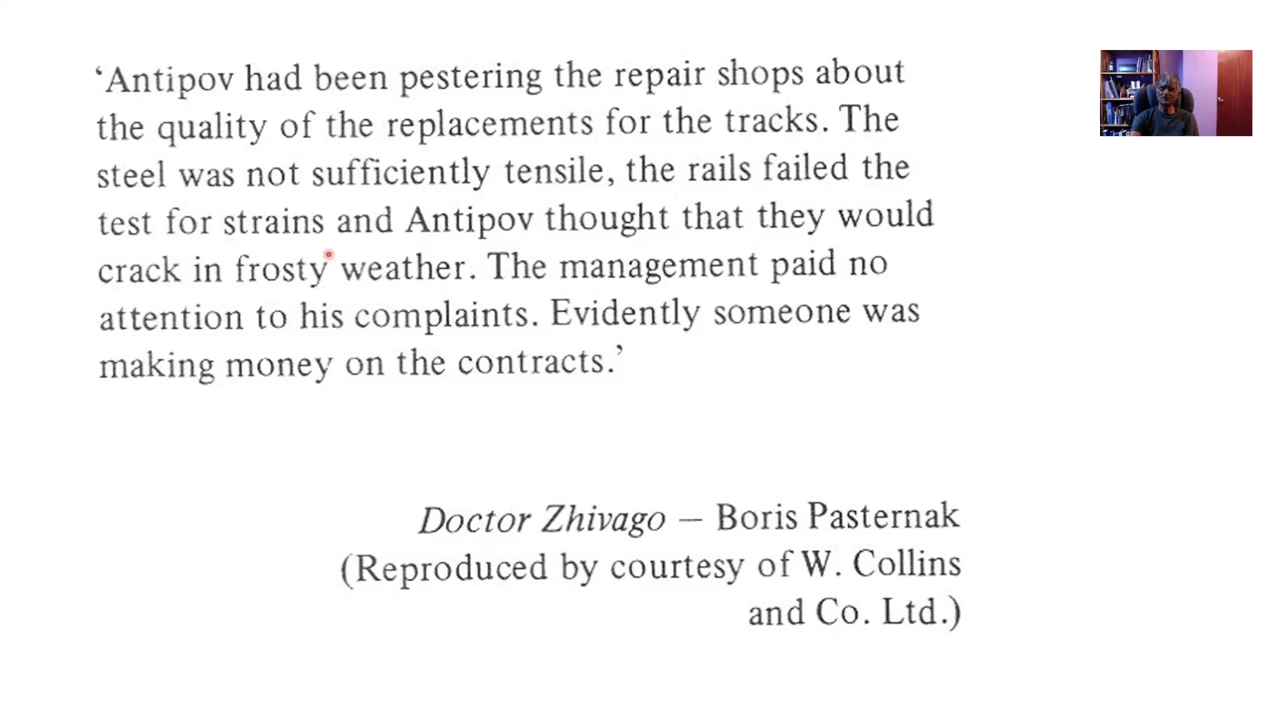 ‘Antipov had been pestering the repair shops about
the quality of the replacements for the tracks. The
steel was not sufficiently tensile, the rails failed the
test for strains and Antipov thought that they would
crack in frosty weather. The management paid no
attention to his complaints. Evidently someone was
making money on the contracts.’
Doctor Zhivago — Boris Pasternak
(Reproduced by courtesy of W. Collins
and Co. Ltd.)